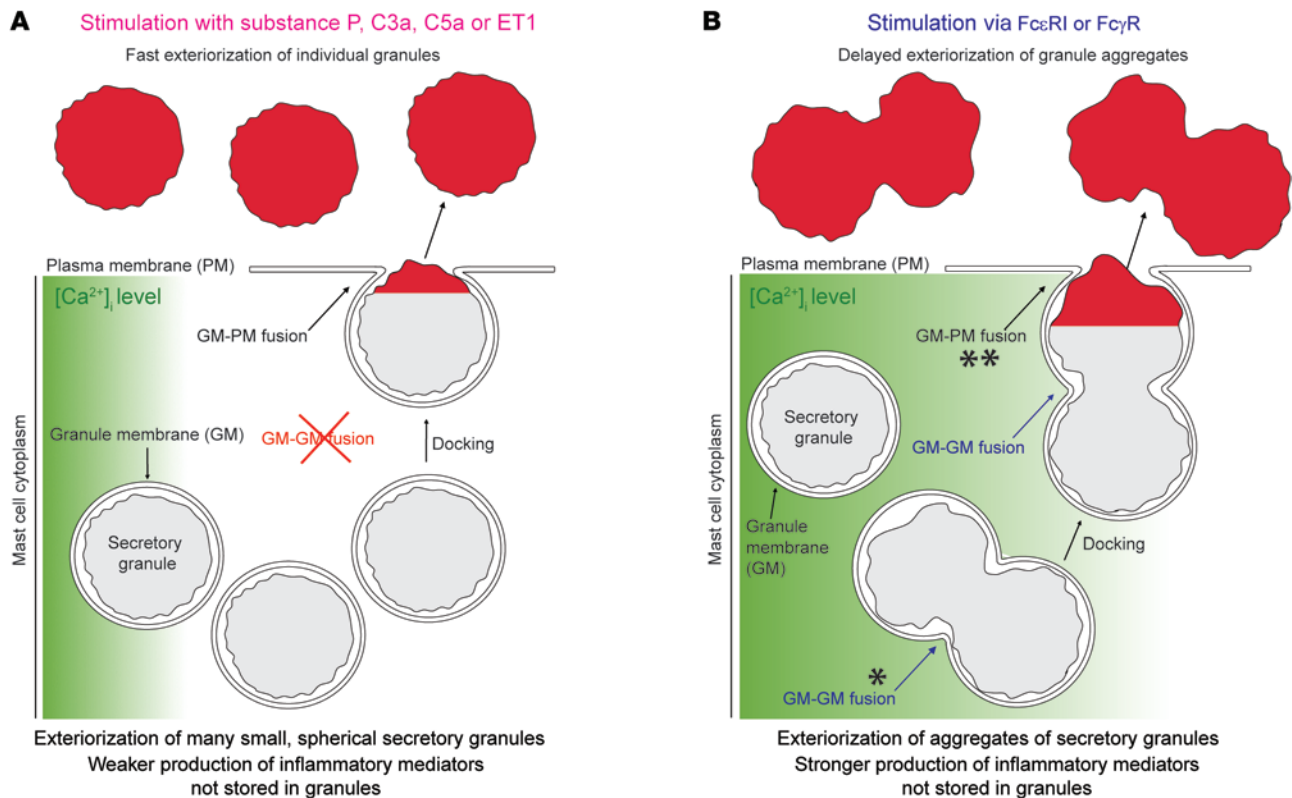 A
Stimulation with substance P, C3a, C5a or ET1
Fast exteriorization of individual granules
Plasma membrane (PM)
[Ca²⁺]ᵢ level
GM-PM fusion
Granule membrane (GM)
GM-GM fusion
Docking
Secretory
granule
Mast cell cytoplasm
Exteriorization of many small, spherical secretory granules
Weaker production of inflammatory mediators
not stored in granules
B
Stimulation via FcεRI or FcγR
Delayed exteriorization of granule aggregates
Plasma membrane (PM)
[Ca²⁺]ᵢ level
GM-PM fusion
**
Secretory
granule
GM-GM fusion
Granule
membrane
(GM)
Docking
*
GM-GM fusion
Mast cell cytoplasm
Exteriorization of aggregates of secretory granules
Stronger production of inflammatory mediators
not stored in granules